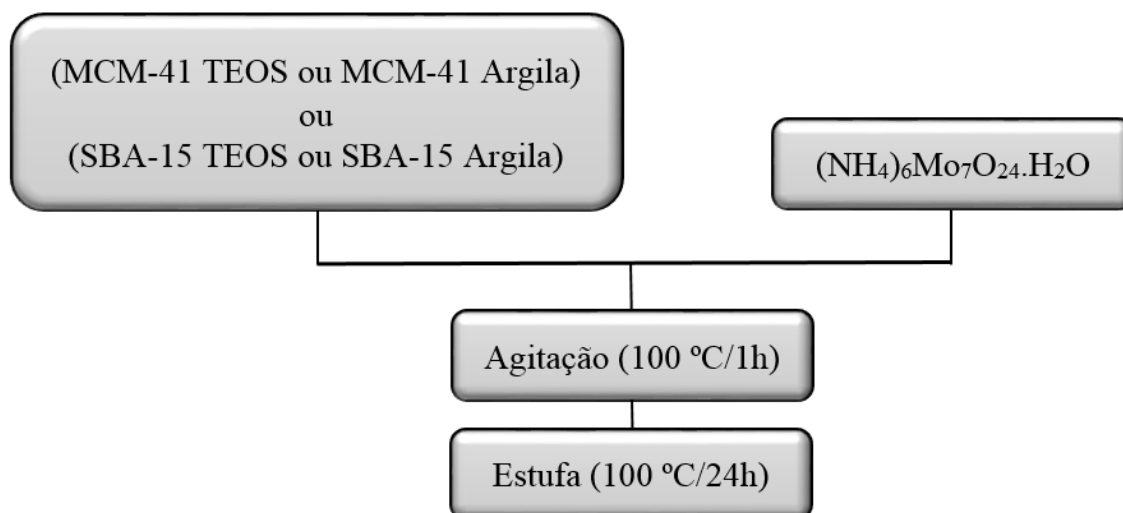 (MCM-41 TEOS ou MCM-41 Argila)
ou
(SBA-15 TEOS ou SBA-15 Argila)
(NH₄)₆Mo₇O₂₄.H₂O
Agitação (100 ºC/1h)
Estufa (100 ºC/24h)